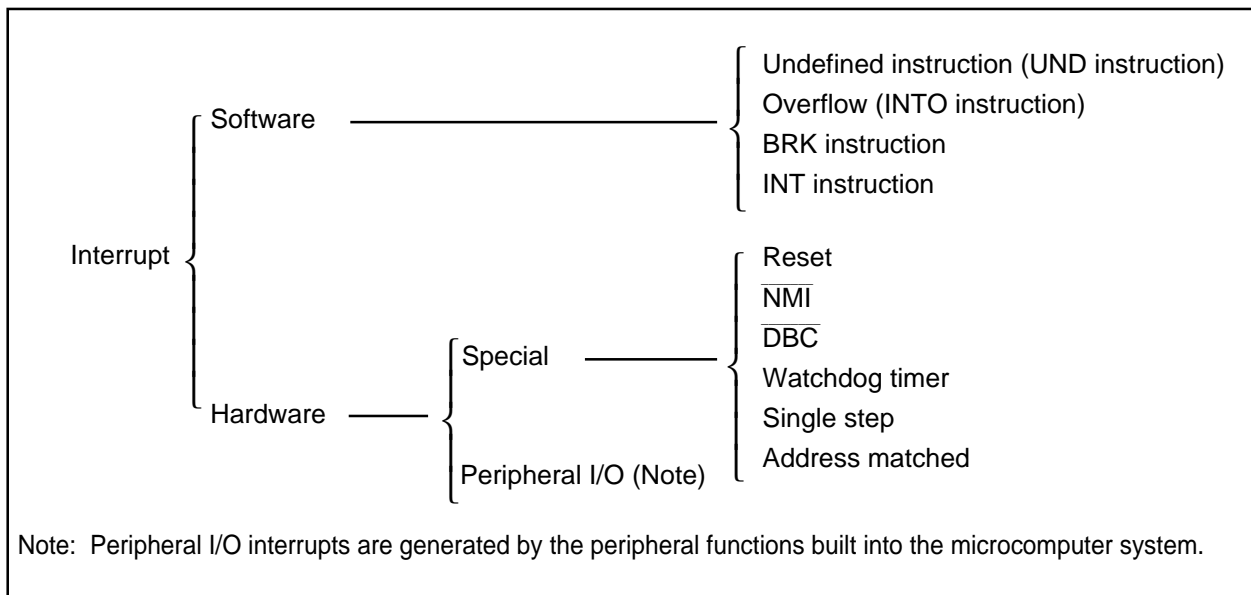 Interrupt
Software
Undefined instruction (UND instruction)
Overflow (INTO instruction)
BRK instruction
INT instruction
Hardware
Special
Reset
N̅M̅I̅
D̅B̅C̅
Watchdog timer
Single step
Address matched
Peripheral I/O (Note)
Note: Peripheral I/O interrupts are generated by the peripheral functions built into the microcomputer system.